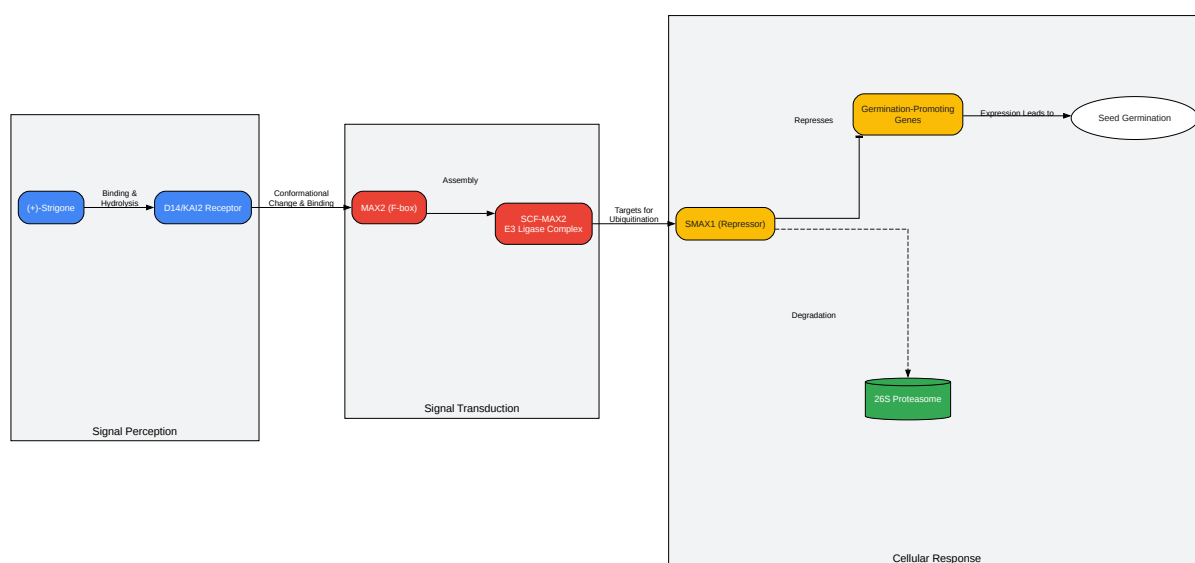 (+)-Strigone
Binding &
Hydrolysis
D14/KAI2 Receptor
Signal Perception
Conformational
Change & Binding
MAX2 (F-box)
Assembly
SCF-MAX2
E3 Ligase Complex
Signal Transduction
Targets for
Ubiquitination
SMAX1 (Repressor)
Represses
Germination-Promoting
Genes
Expression Leads to
Seed Germination
Degradation
26S Proteasome
Cellular Response